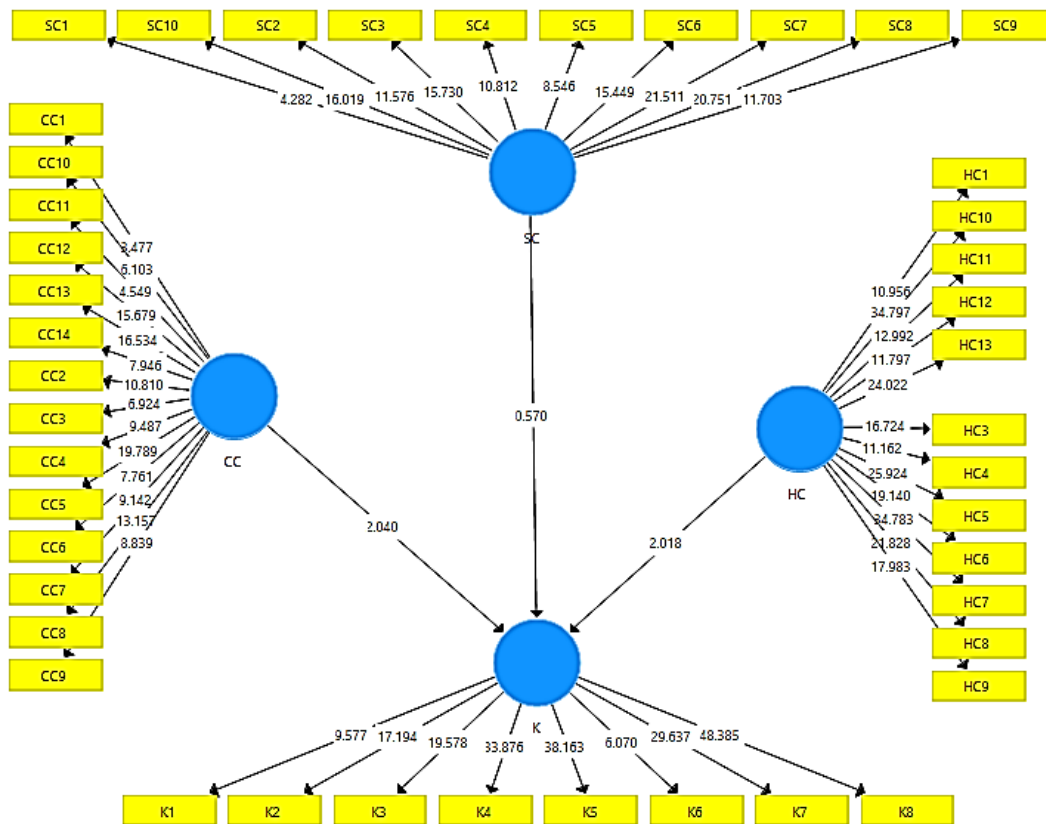 SC1 SC10 SC2 SC3 SC4 SC5 SC6 SC7 SC8 SC9
4.282 16.019 11.576 15.730 10.812 8.546 15.449 21.511 20.751 11.703
SC
CC1
CC10
CC11
CC12
CC13
CC14
CC2
CC3
CC4
CC5
CC6
CC7
CC8
CC9
3.477
4.549
15.679
16.534
7.946
10.810
6.924
9.487
19.789
7.761
9.142
13.157
8.839
CC
HC1
HC10
HC11
HC12
HC13
HC3
HC4
HC5
HC6
HC7
HC8
HC9
10.956
34.797
12.992
11.797
24.022
16.724
11.162
25.924
19.140
34.783
21.828
17.983
HC
0.570
2.040
2.018
K
9.577 17.194 19.578 33.876 38.163 6.070 29.637 48.385
K1 K2 K3 K4 K5 K6 K7 K8